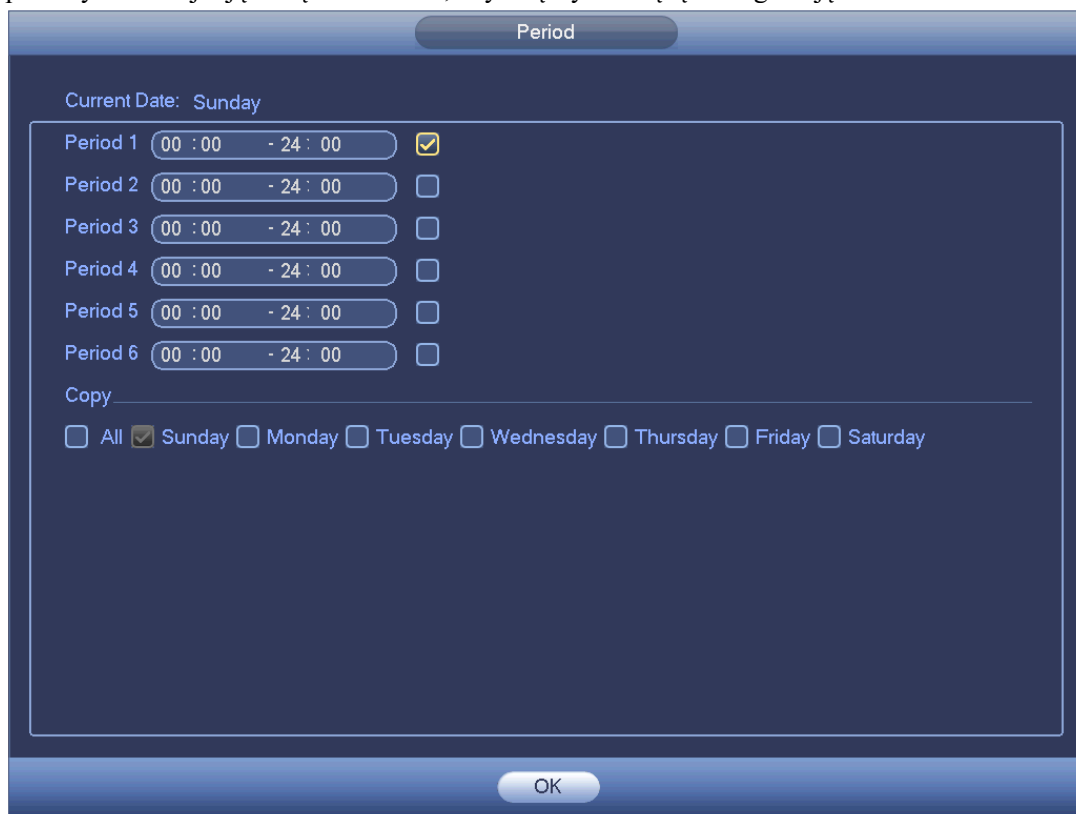 Period
Current Date: Sunday
Period 1 00 : 00 - 24 : 00
Period 2 00 : 00 - 24 : 00
Period 3 00 : 00 - 24 : 00
Period 4 00 : 00 - 24 : 00
Period 5 00 : 00 - 24 : 00
Period 6 00 : 00 - 24 : 00
Copy
All Sunday Monday Tuesday Wednesday Thursday Friday Saturday
OK